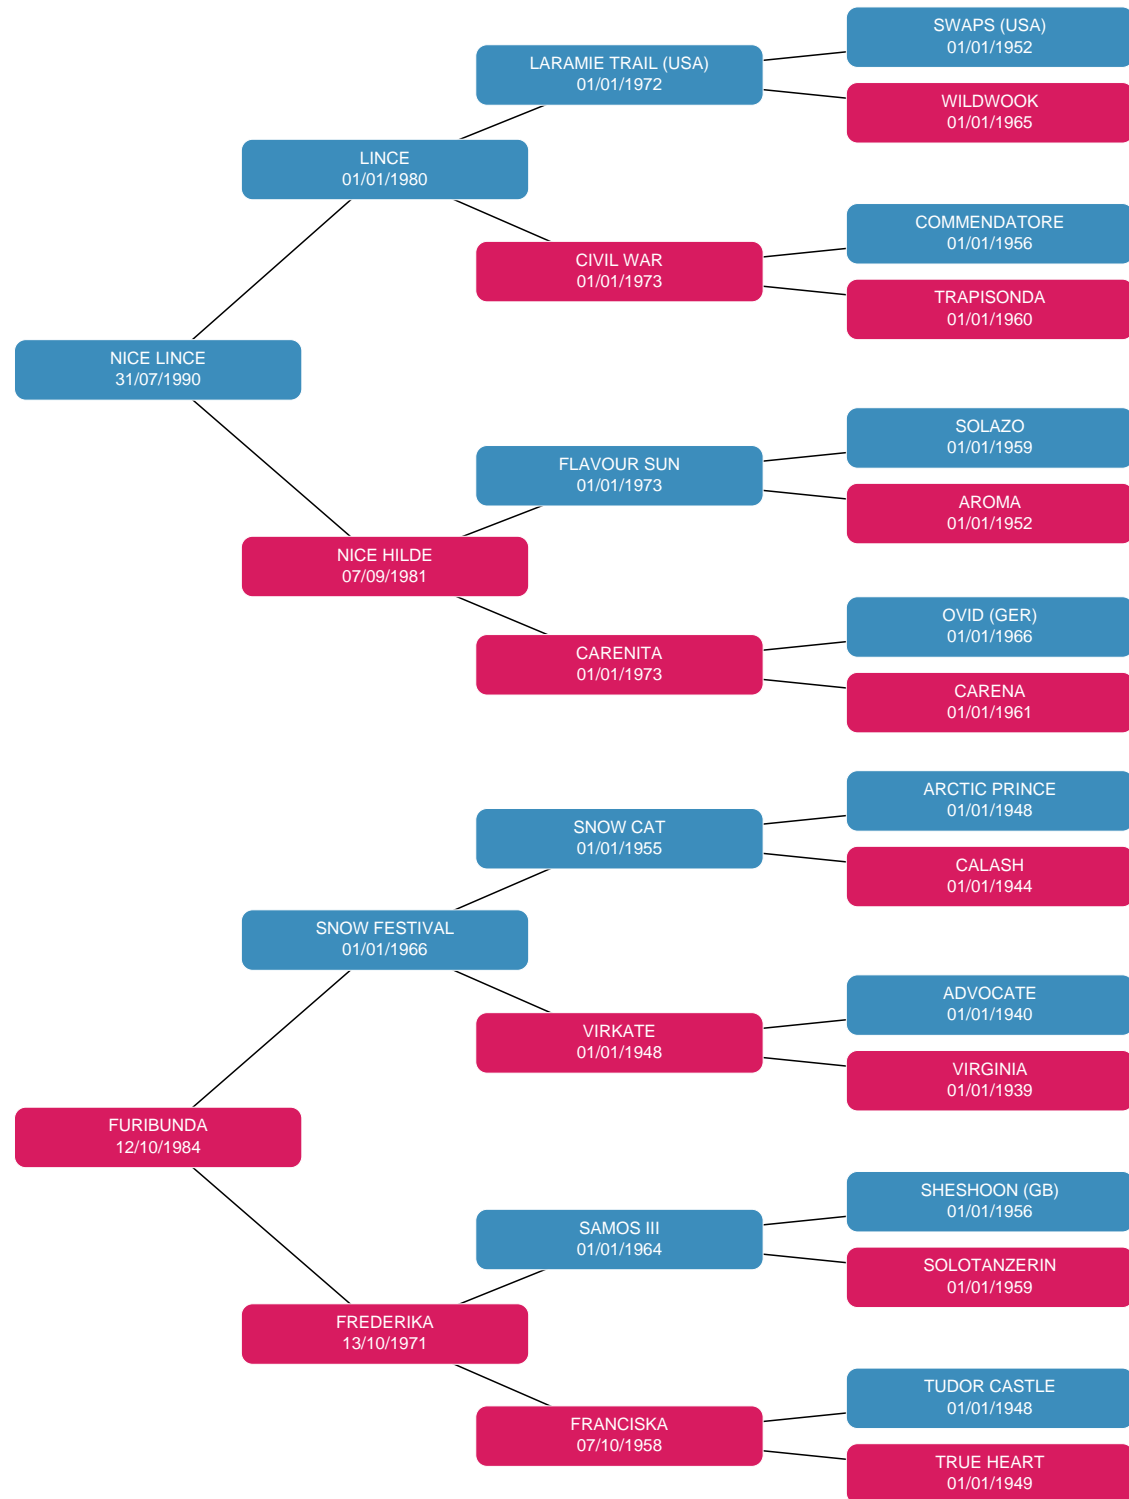 SWAPS (USA)
01/01/1952
LARAMIE TRAIL (USA)
01/01/1972
WILDWOOK
01/01/1965
LINCE
01/01/1980
COMMENDATORE
01/01/1956
CIVIL WAR
01/01/1973
TRAPISONDA
01/01/1960
NICE LINCE
31/07/1990
SOLAZO
01/01/1959
FLAVOUR SUN
01/01/1973
AROMA
01/01/1952
NICE HILDE
07/09/1981
OVID (GER)
01/01/1966
CARENITA
01/01/1973
CARENA
01/01/1961
ARCTIC PRINCE
01/01/1948
SNOW CAT
01/01/1955
CALASH
01/01/1944
SNOW FESTIVAL
01/01/1966
ADVOCATE
01/01/1940
VIRKATE
01/01/1948
VIRGINIA
01/01/1939
FURIBUNDA
12/10/1984
SHESHOON (GB)
01/01/1956
SAMOS III
01/01/1964
SOLOTANZERIN
01/01/1959
FREDERIKA
13/10/1971
TUDOR CASTLE
01/01/1948
FRANCISKA
07/10/1958
TRUE HEART
01/01/1949